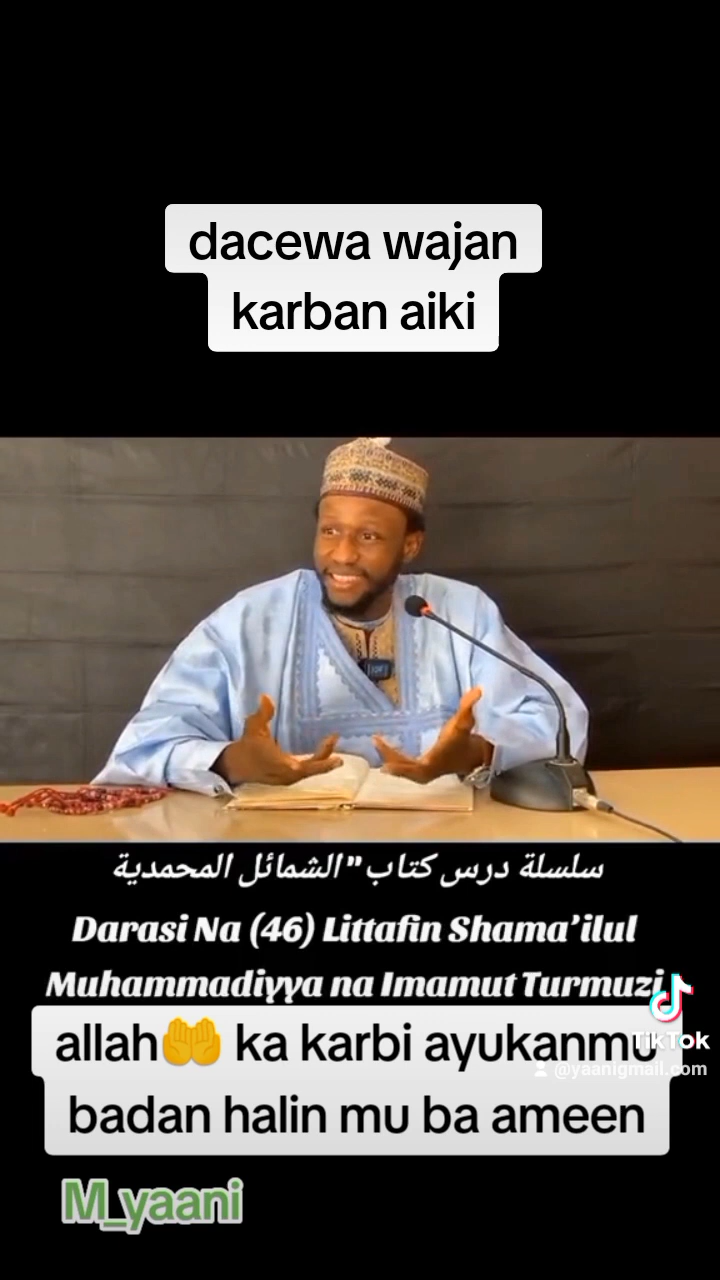 dacewa wajan
karban aiki
سلسلة درس كتاب "الشمائل المحمدية
Darasi Na (46) Littafin Shama'ilul
Muhammadiyya na Imamut Turmuzi
allah🤲 ka karbi ayukanmu
badan halin mu ba ameen
TikTok
@yaanigmail.com
M_yaani